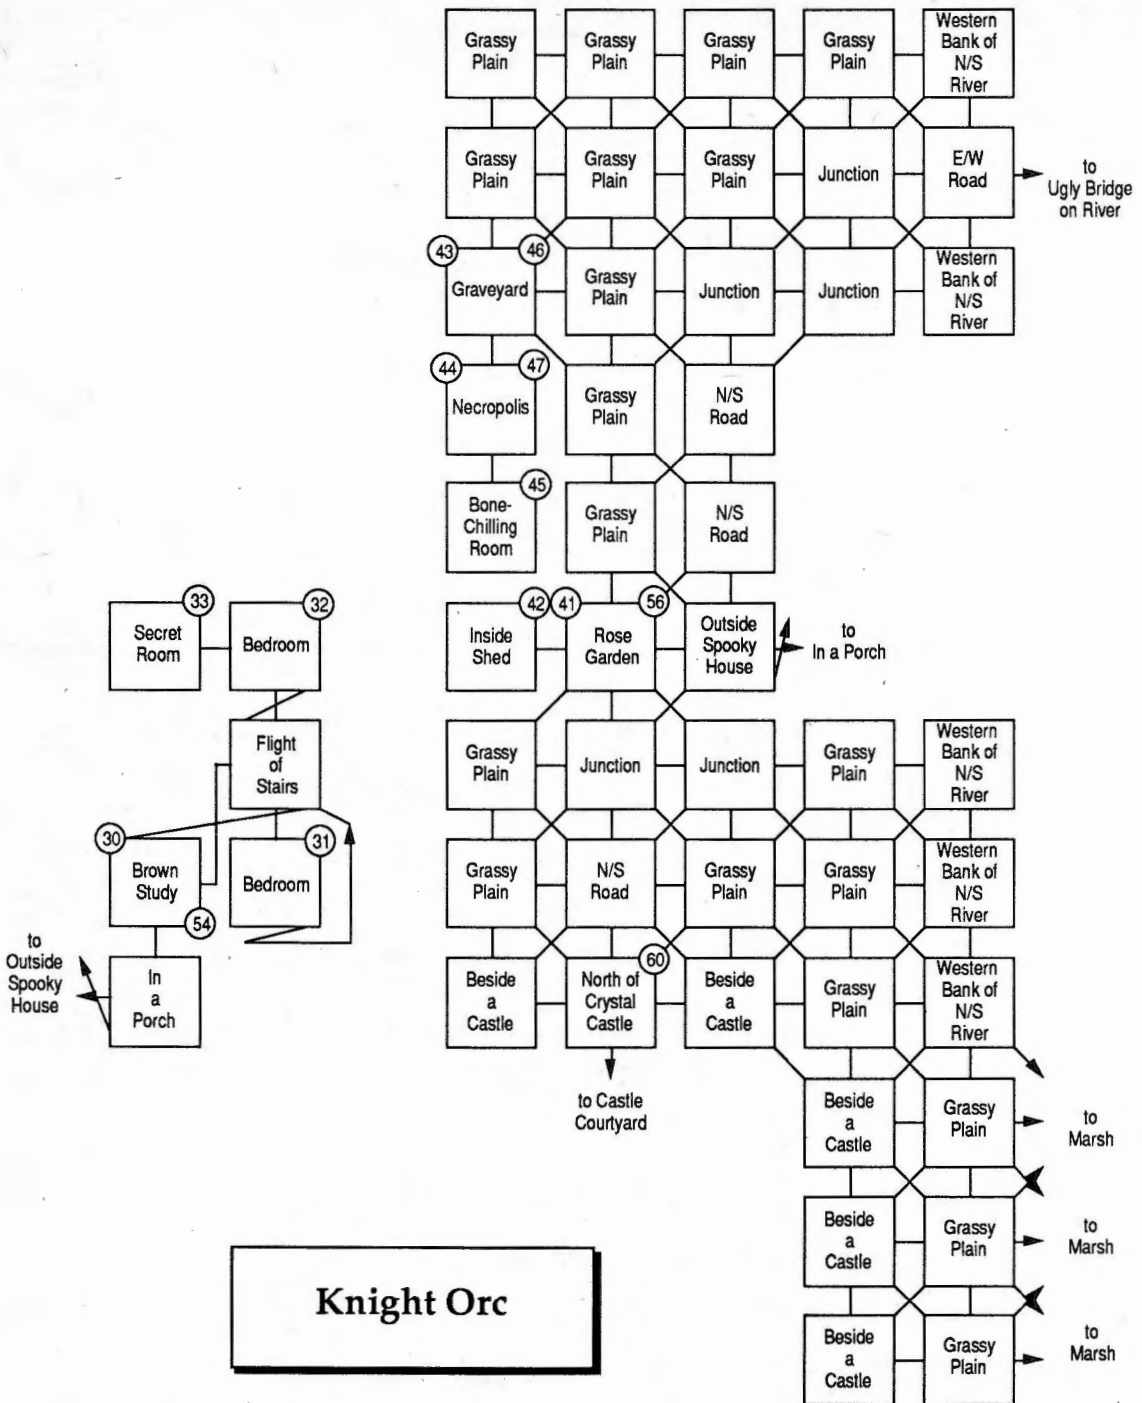 Grassy
Plain
Grassy
Plain
Grassy
Plain
Grassy
Plain
Western
Bank of
N/S
River
Grassy
Plain
Grassy
Plain
Grassy
Plain
Junction
E/W
Road
to
Ugly Bridge
on River
43
46
Graveyard
Grassy
Plain
Junction
Junction
Western
Bank of
N/S
River
44
47
Necropolis
Grassy
Plain
N/S
Road
45
Bone-
Chilling
Room
Grassy
Plain
N/S
Road
33
Secret
Room
32
Bedroom
42
Inside
Shed
41
56
Rose
Garden
Outside
Spooky
House
to
In a Porch
Flight
of
Stairs
Grassy
Plain
Junction
Junction
Grassy
Plain
Western
Bank of
N/S
River
30
Brown
Study
54
31
Bedroom
Grassy
Plain
N/S
Road
Grassy
Plain
Grassy
Plain
Western
Bank of
N/S
River
to
Outside
Spooky
House
In
a
Porch
Beside
a
Castle
60
North of
Crystal
Castle
Beside
a
Castle
Grassy
Plain
Western
Bank of
N/S
River
to Castle
Courtyard
Beside
a
Castle
Grassy
Plain
to
Marsh
Beside
a
Castle
Grassy
Plain
to
Marsh
Knight Orc
Beside
a
Castle
Grassy
Plain
to
Marsh